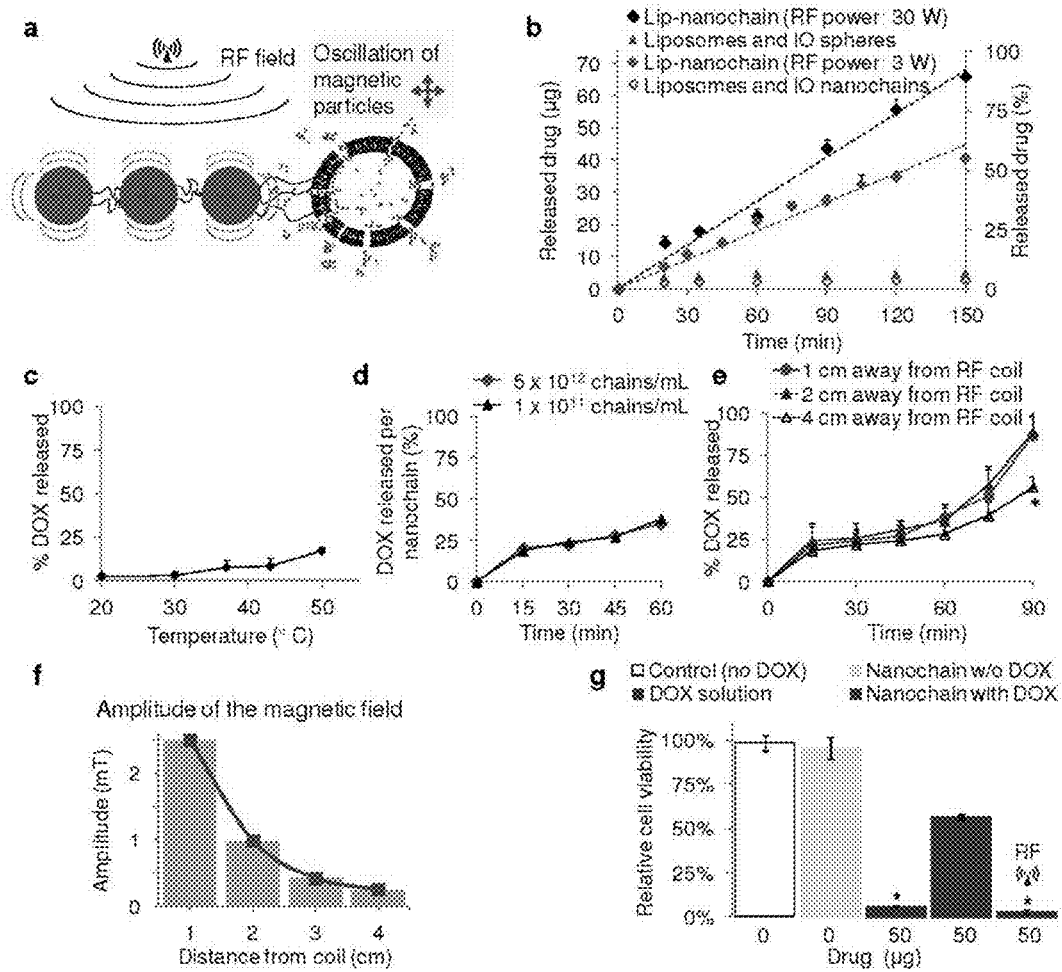 a
RF field
Oscillation of
magnetic
particles
b
Lip-nanochain (RF power: 30 W)
Liposomes and IO spheres
Lip-nanochain (RF power: 3 W)
Liposomes and IO nanochains
Released drug (µg)
70
60
50
40
30
20
10
0
Released drug (%)
100
75
50
25
0
0 30 60 90 120 150
Time (min)
c
% DOX released
100
75
50
25
0
20 30 40 50
Temperature (° C)
d
5 x 10¹² chains/mL
1 x 10¹¹ chains/mL
DOX released per
nanochain (%)
100
75
50
25
0
0 15 30 45 60
Time (min)
e
1 cm away from RF coil
2 cm away from RF coil
4 cm away from RF coil
% DOX released
100
75
50
25
0
*
0 30 60 90
Time (min)
f
Amplitude of the magnetic field
Amplitude (mT)
2
1
0
1 2 3 4
Distance from coil (cm)
g
Control (no DOX)
Nanochain w/o DOX
DOX solution
Nanochain with DOX
Relative cell viability
100%
75%
50%
25%
0%
RF
* *
0 0 50 50 50
Drug (µg)